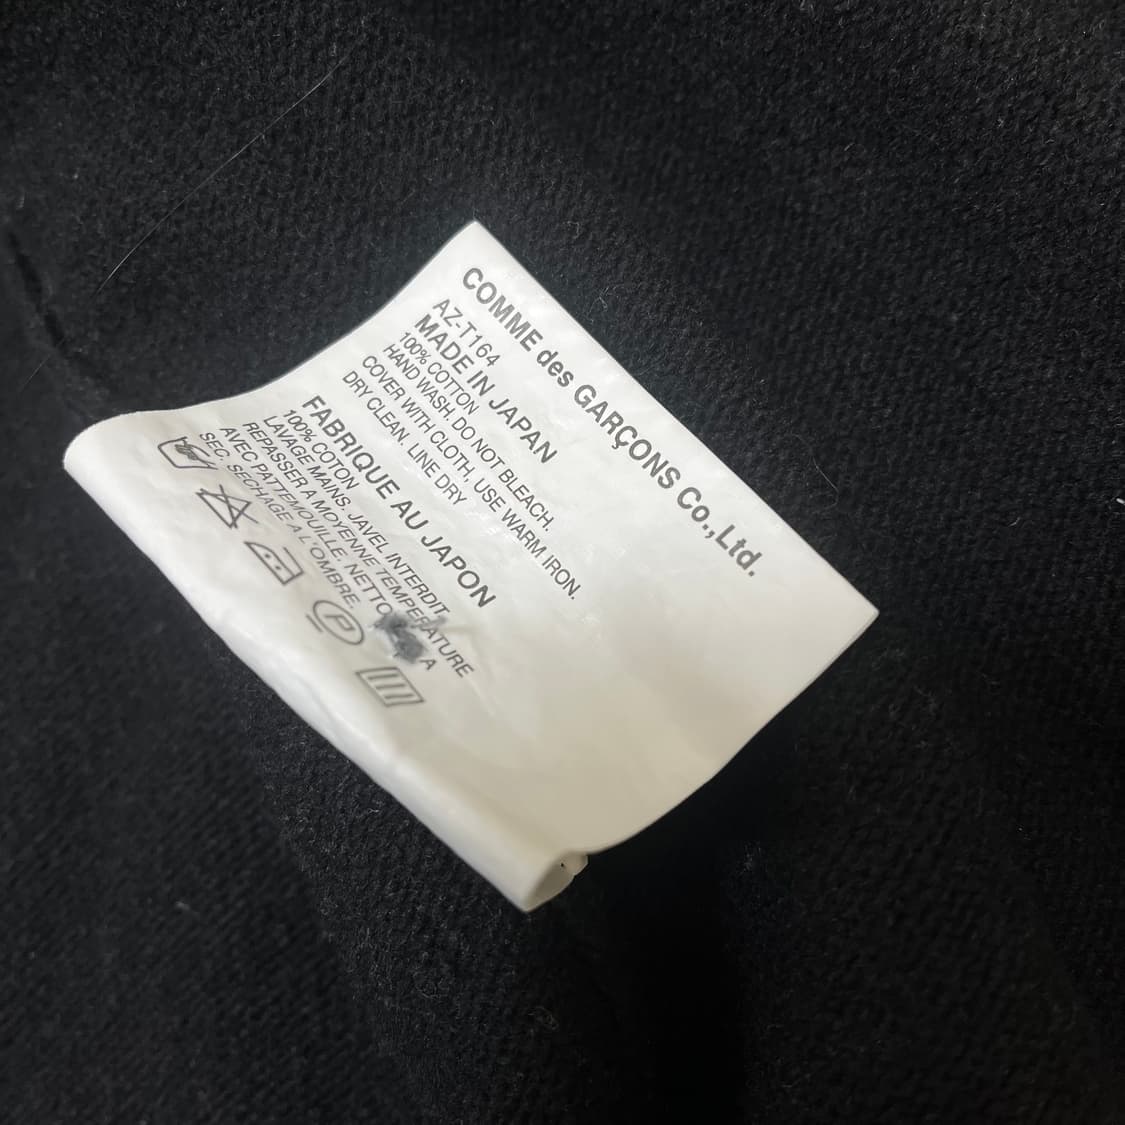 COMME des GARÇONS Co.,Ltd.
AZ-T164
MADE IN JAPAN
100% COTTON
HAND WASH. DO NOT BLEACH.
COVER WITH CLOTH, USE WARM IRON.
DRY CLEAN. LINE DRY
FABRIQUE AU JAPON
100% COTON
LAVAGE MAINS. JAVEL INTERDIT
REPASSER A MOYENNE TEMPERATURE
AVEC PATTEMOUILLE. A
SEC. SECHAGE A L'OMBRE.
P